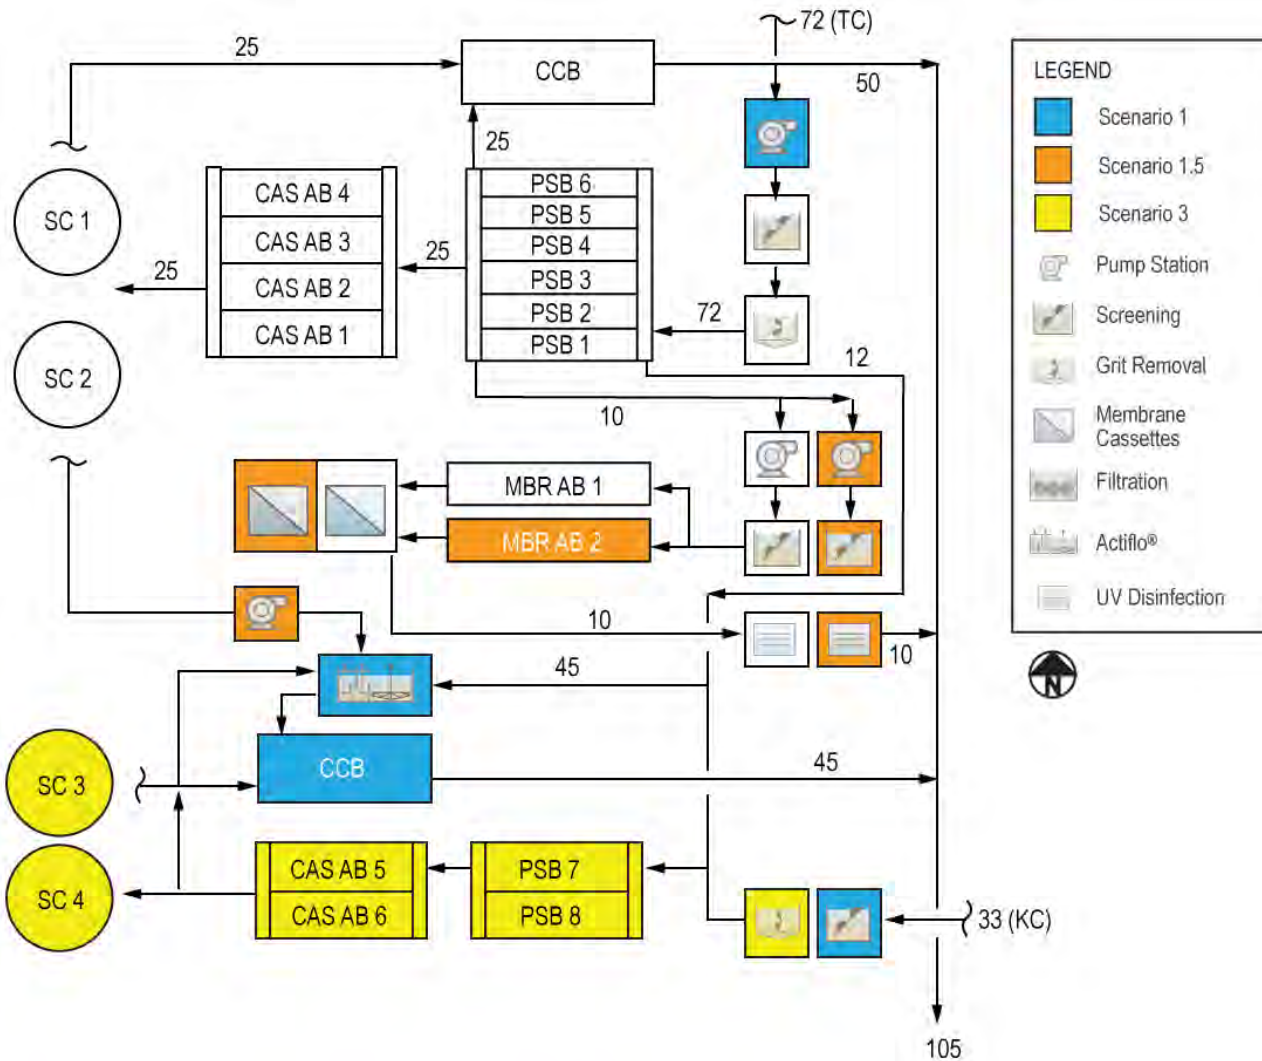 72 (TC)
25
CCB
50
LEGEND
Scenario 1
Scenario 1.5
Scenario 3
Pump Station
Screening
Grit Removal
Membrane
Cassettes
Filtration
Actiflo®
UV Disinfection
N
25
SC 1
CAS AB 4
CAS AB 3
CAS AB 2
CAS AB 1
25
25
PSB 6
PSB 5
PSB 4
PSB 3
PSB 2
PSB 1
72
12
SC 2
10
MBR AB 1
MBR AB 2
10
10
45
SC 3
CCB
45
SC 4
CAS AB 5
CAS AB 6
PSB 7
PSB 8
33 (KC)
105